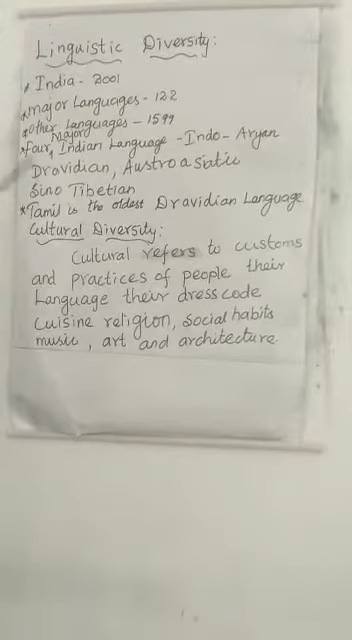 Linguistic Diversity:
* India - 2001
* Major Languages - 122
* Other Languages - 1599
* Four Major Indian Language - Indo - Aryan
Dravidian, Austro asiatic
Sino Tibetian
* Tamil is the oldest Dravidian Language.
Cultural Diversity:
Cultural refers to customs
and practices of people their
Language their dress code
Cuisine religion, social habits
music, art and architecture.